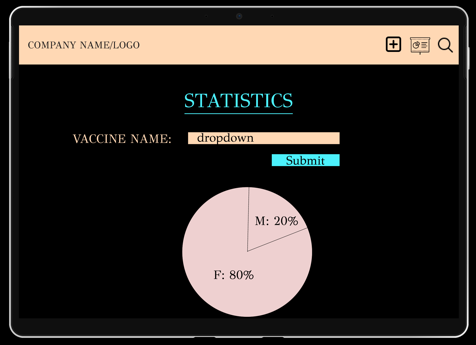 COMPANY NAME/LOGO
STATISTICS
VACCINE NAME: dropdown
Submit
M: 20%
F: 80%